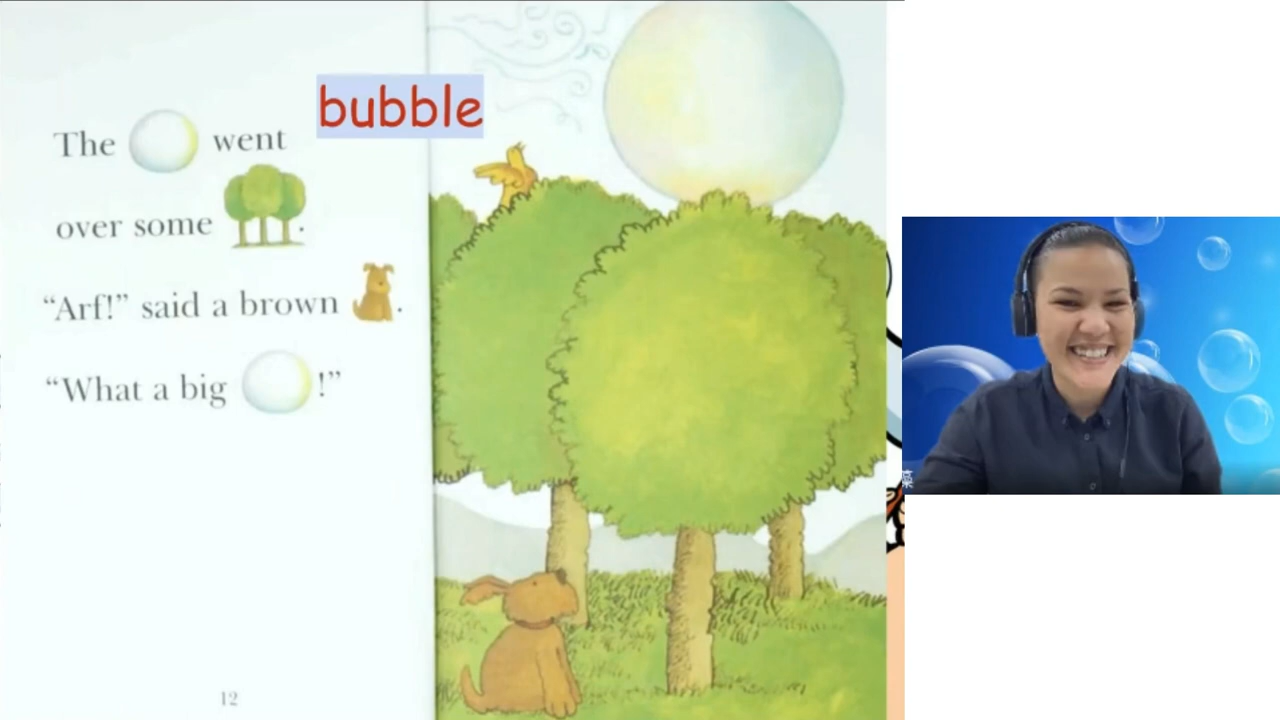 bubble
The went
over some .
“Arf!” said a brown .
“What a big !”
12